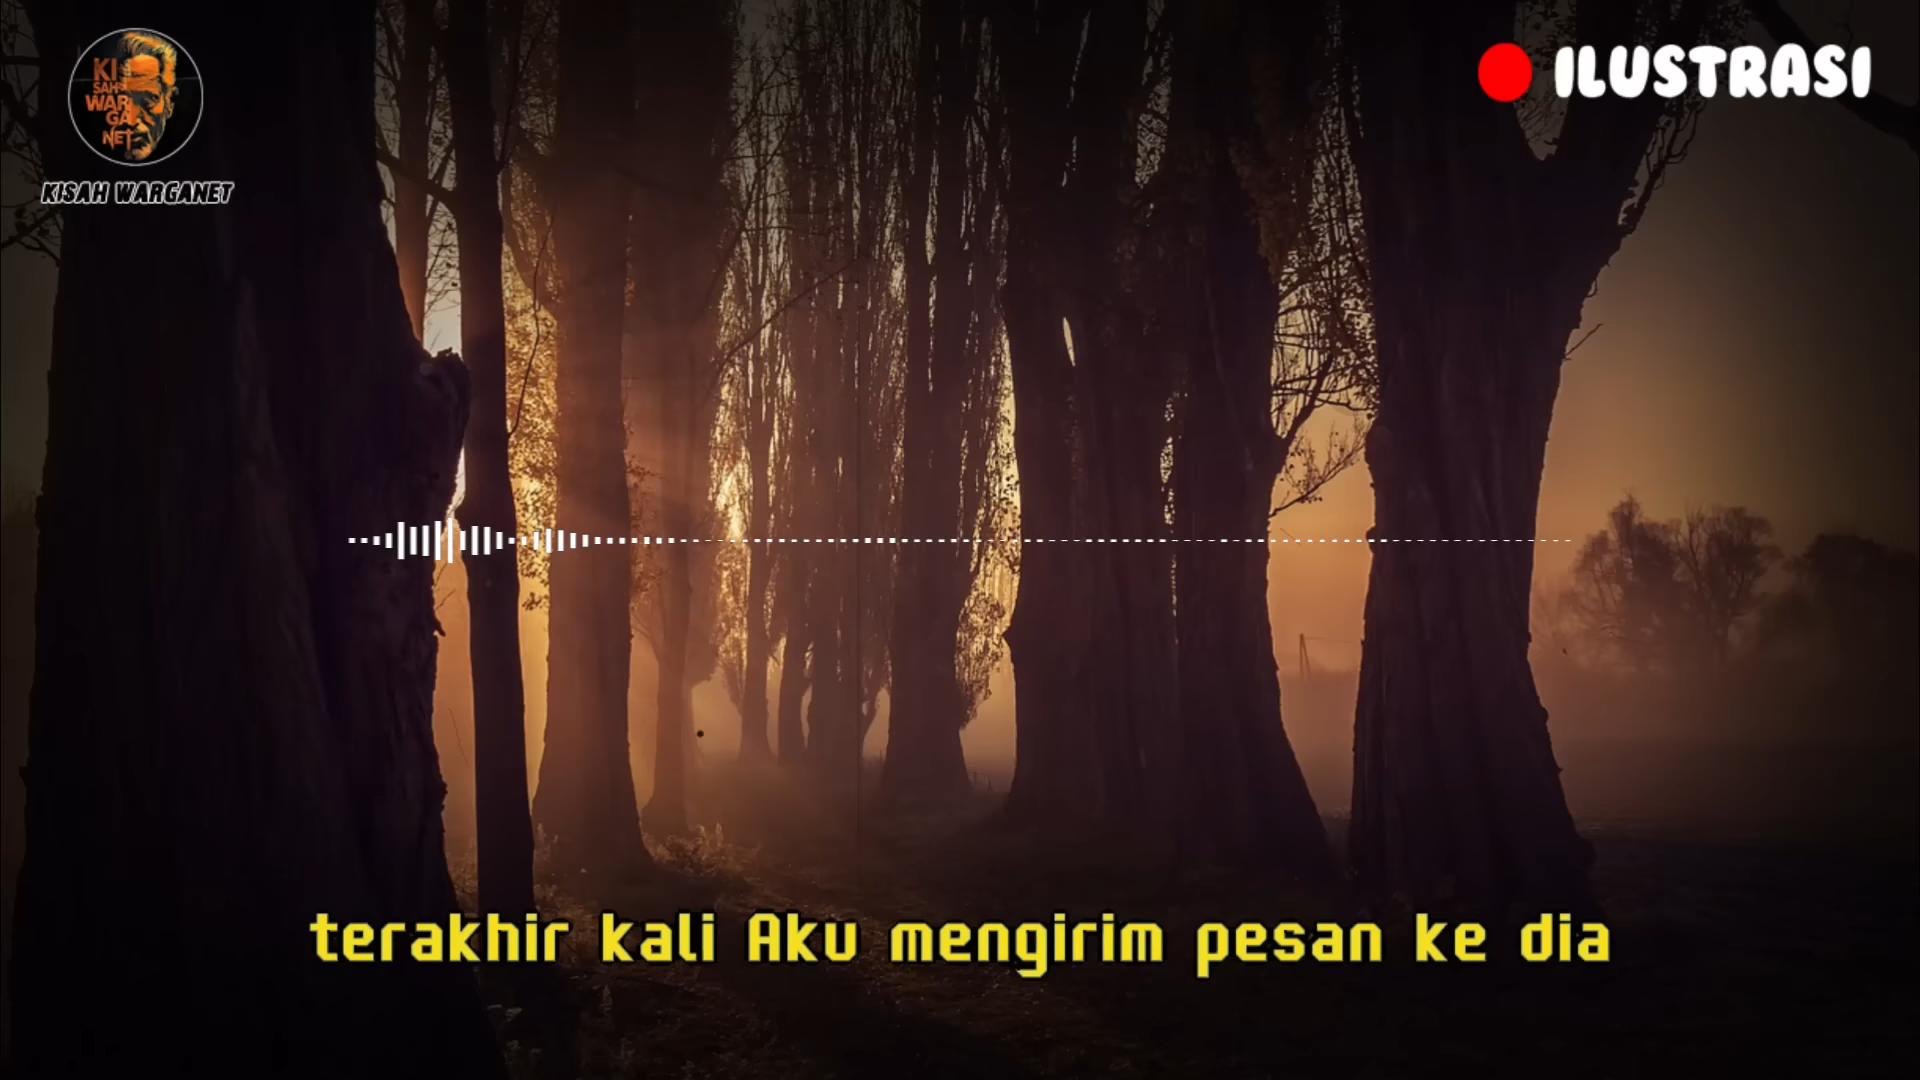 KI
SAH
WAR
GA
NET
KISAH WARGANET
ILUSTRASI
terakhir kali Aku mengirim pesan ke dia